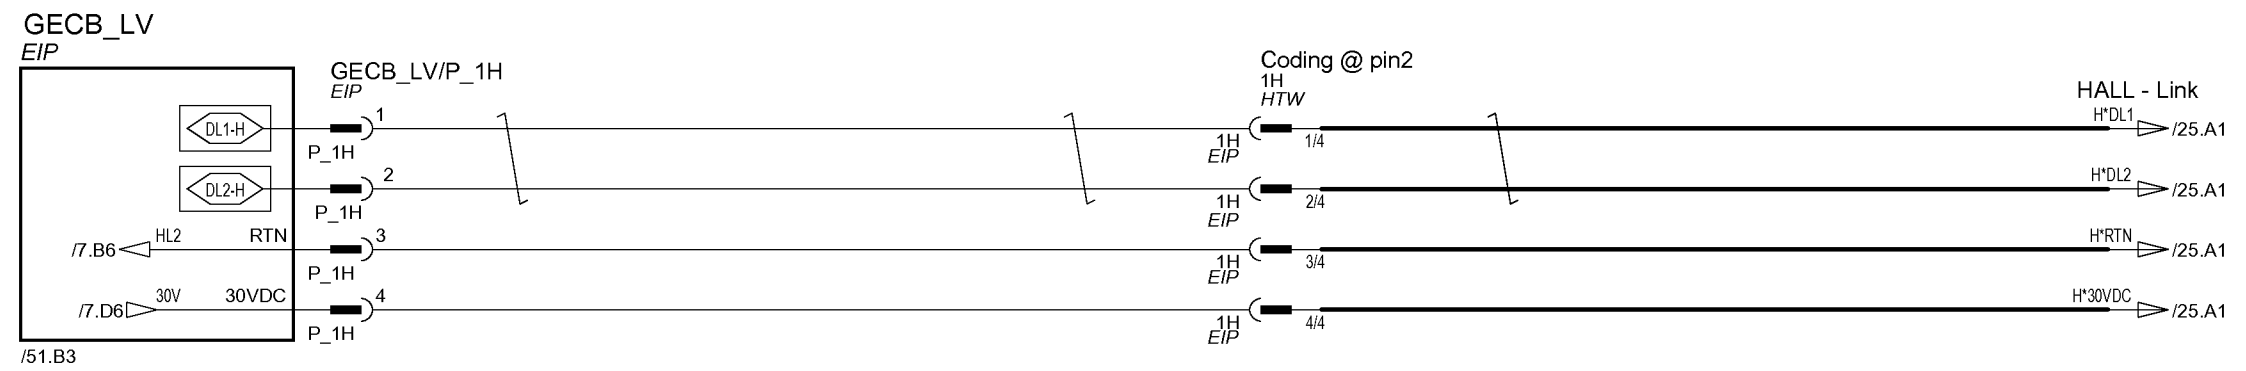 GECB_LV
EIP
GECB_LV/P_1H
EIP
Coding @ pin2
1H
HTW
HALL - Link
DL1-H
1
P_1H
1H
EIP
1/4
H*DL1
/25.A1
DL2-H
2
P_1H
1H
EIP
2/4
H*DL2
/25.A1
/7.B6
HL2
RTN
3
P_1H
1H
EIP
3/4
H*RTN
/25.A1
/7.D6
30V
30VDC
4
P_1H
1H
EIP
4/4
H*30VDC
/25.A1
/51.B3